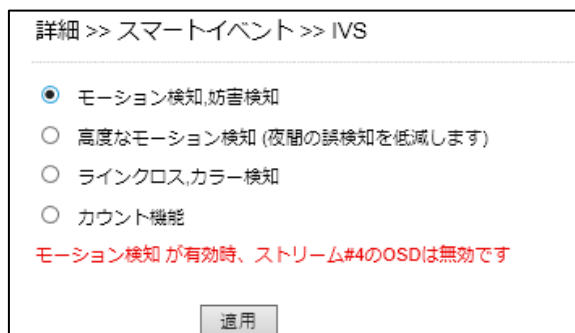 詳細 >> スマートイベント >> IVS
モーション検知,妨害検知
高度なモーション検知 (夜間の誤検知を低減します)
ラインクロス,カラー検知
カウント機能
モーション検知 が有効時、ストリーム#4のOSDは無効です
適用